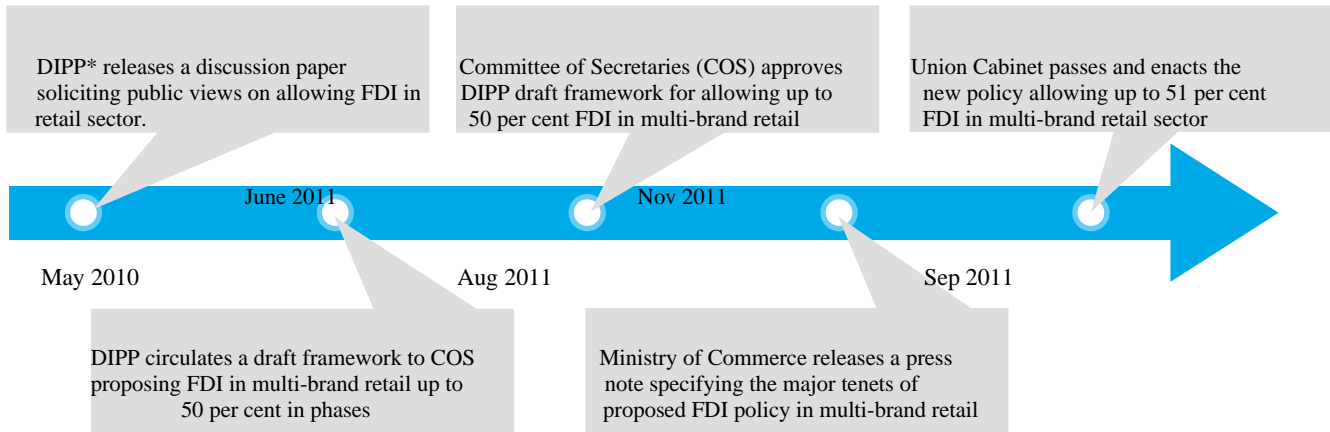 DIPP* releases a discussion paper
soliciting public views on allowing FDI in
retail sector.
Committee of Secretaries (COS) approves
DIPP draft framework for allowing up to
50 per cent FDI in multi-brand retail
Union Cabinet passes and enacts the
new policy allowing up to 51 per cent
FDI in multi-brand retail sector
June 2011
Nov 2011
May 2010
Aug 2011
Sep 2011
DIPP circulates a draft framework to COS
proposing FDI in multi-brand retail up to
50 per cent in phases
Ministry of Commerce releases a press
note specifying the major tenets of
proposed FDI policy in multi-brand retail